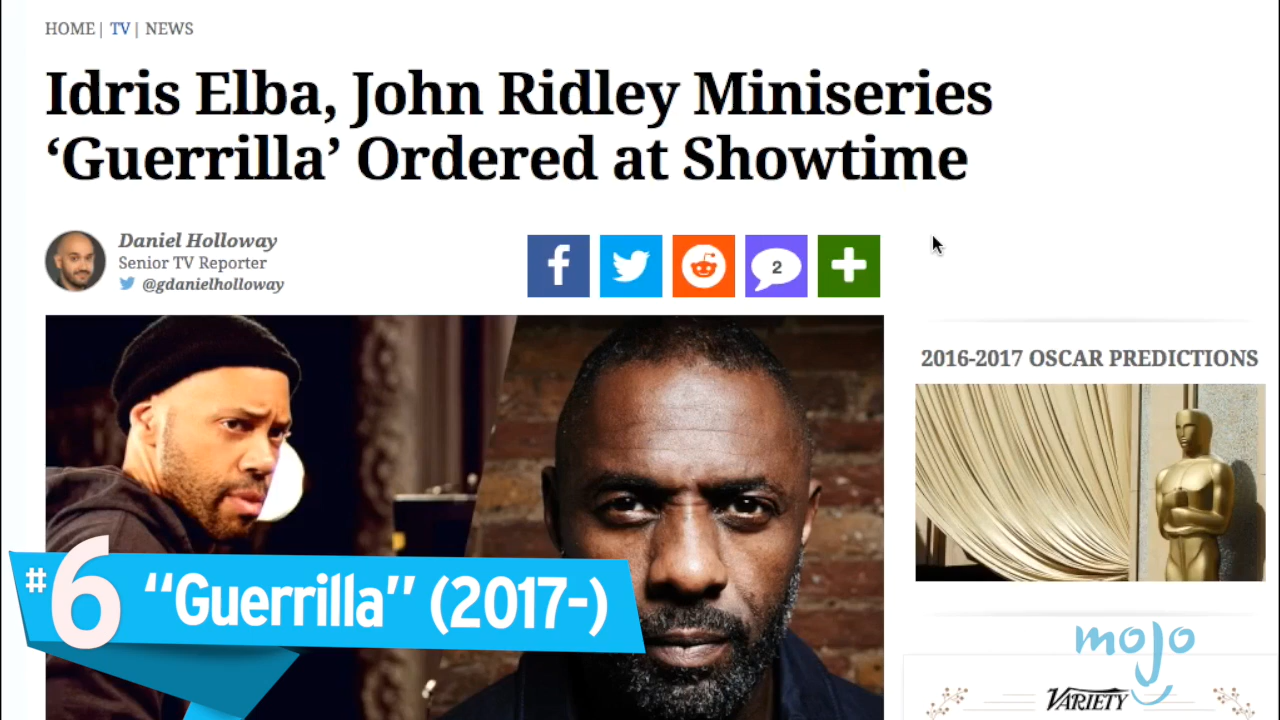 HOME | TV | NEWS
Idris Elba, John Ridley Miniseries
‘Guerrilla’ Ordered at Showtime
Daniel Holloway
Senior TV Reporter
@gdanielholloway
2
2016-2017 OSCAR PREDICTIONS
#6 “Guerrilla” (2017-)
mojo
VARIETY